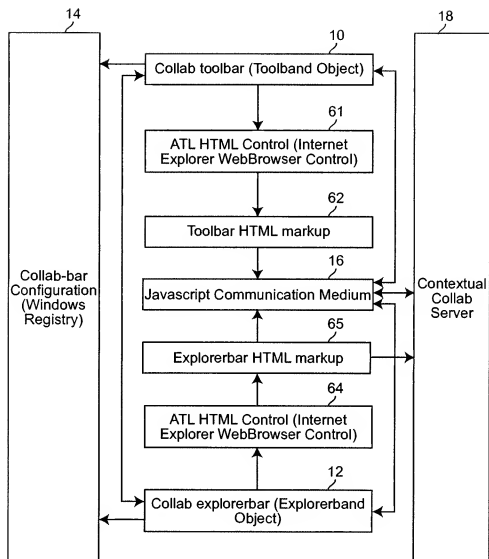 14
18
10
Collab toolbar (Toolband Object)
61
ATL HTML Control (Internet
Explorer WebBrowser Control)
62
Toolbar HTML markup
16
Javascript Communication Medium
Collab-bar
Configuration
(Windows
Registry)
Contextual
Collab
Server
65
Explorerbar HTML markup
64
ATL HTML Control (Internet
Explorer WebBrowser Control)
12
Collab explorerbar (Explorerband
Object)